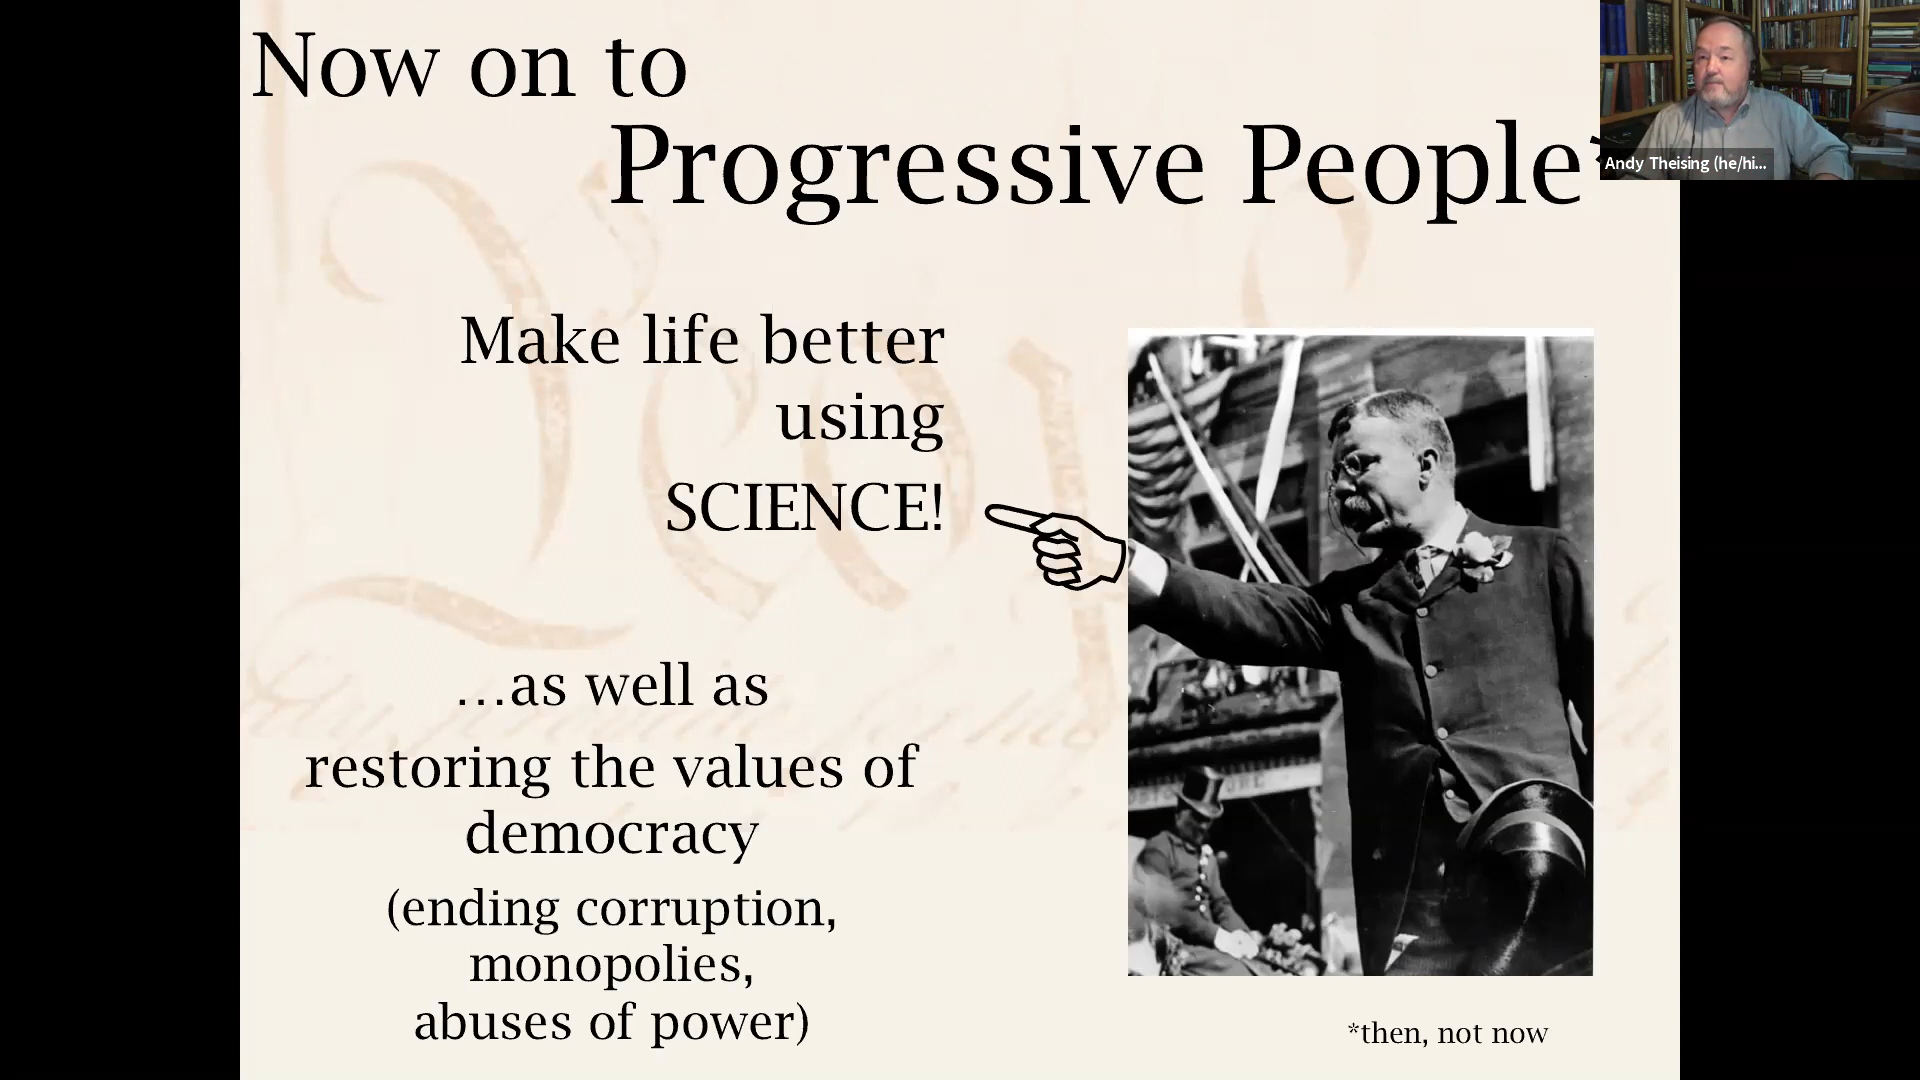 Now on to
Progressive People*
Make life better
using
SCIENCE!
…as well as
restoring the values of
democracy
(ending corruption,
monopolies,
abuses of power)
*then, not now
Andy Theising (he/hi...